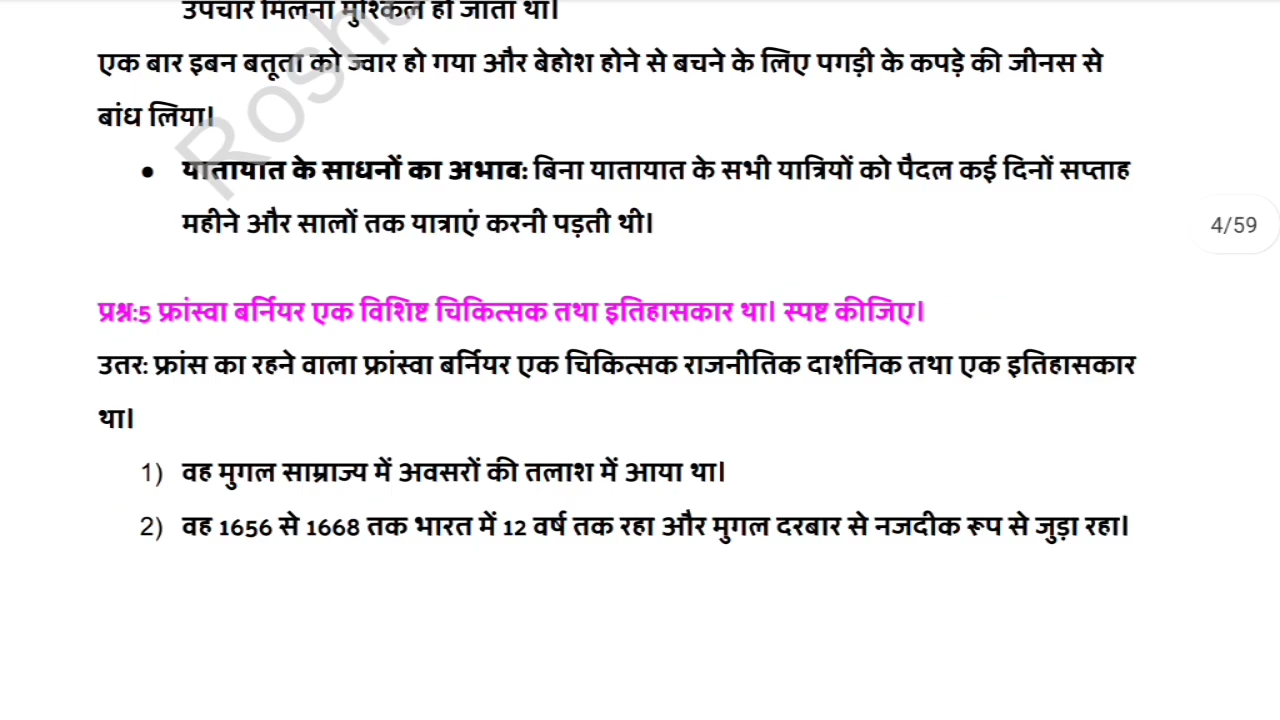 उपचार मिलना मुश्किल हो जाता था।
एक बार इबन बतूता को ज्वार हो गया और बेहोश होने से बचने के लिए पगड़ी के कपड़े की जीनस से
बांध लिया।
• यातायात के साधनों का अभाव: बिना यातायात के सभी यात्रियों को पैदल कई दिनों सप्ताह
महीने और सालों तक यात्राएं करनी पड़ती थी।
4/59
प्रश्न:5 फ्रांस्वा बर्नियर एक विशिष्ट चिकित्सक तथा इतिहासकार था। स्पष्ट कीजिए।
उतर: फ्रांस का रहने वाला फ्रांस्वा बर्नियर एक चिकित्सक राजनीतिक दार्शनिक तथा एक इतिहासकार
था।
1) वह मुगल साम्राज्य में अवसरों की तलाश में आया था।
2) वह 1656 से 1668 तक भारत में 12 वर्ष तक रहा और मुगल दरबार से नजदीक रूप से जुड़ा रहा।